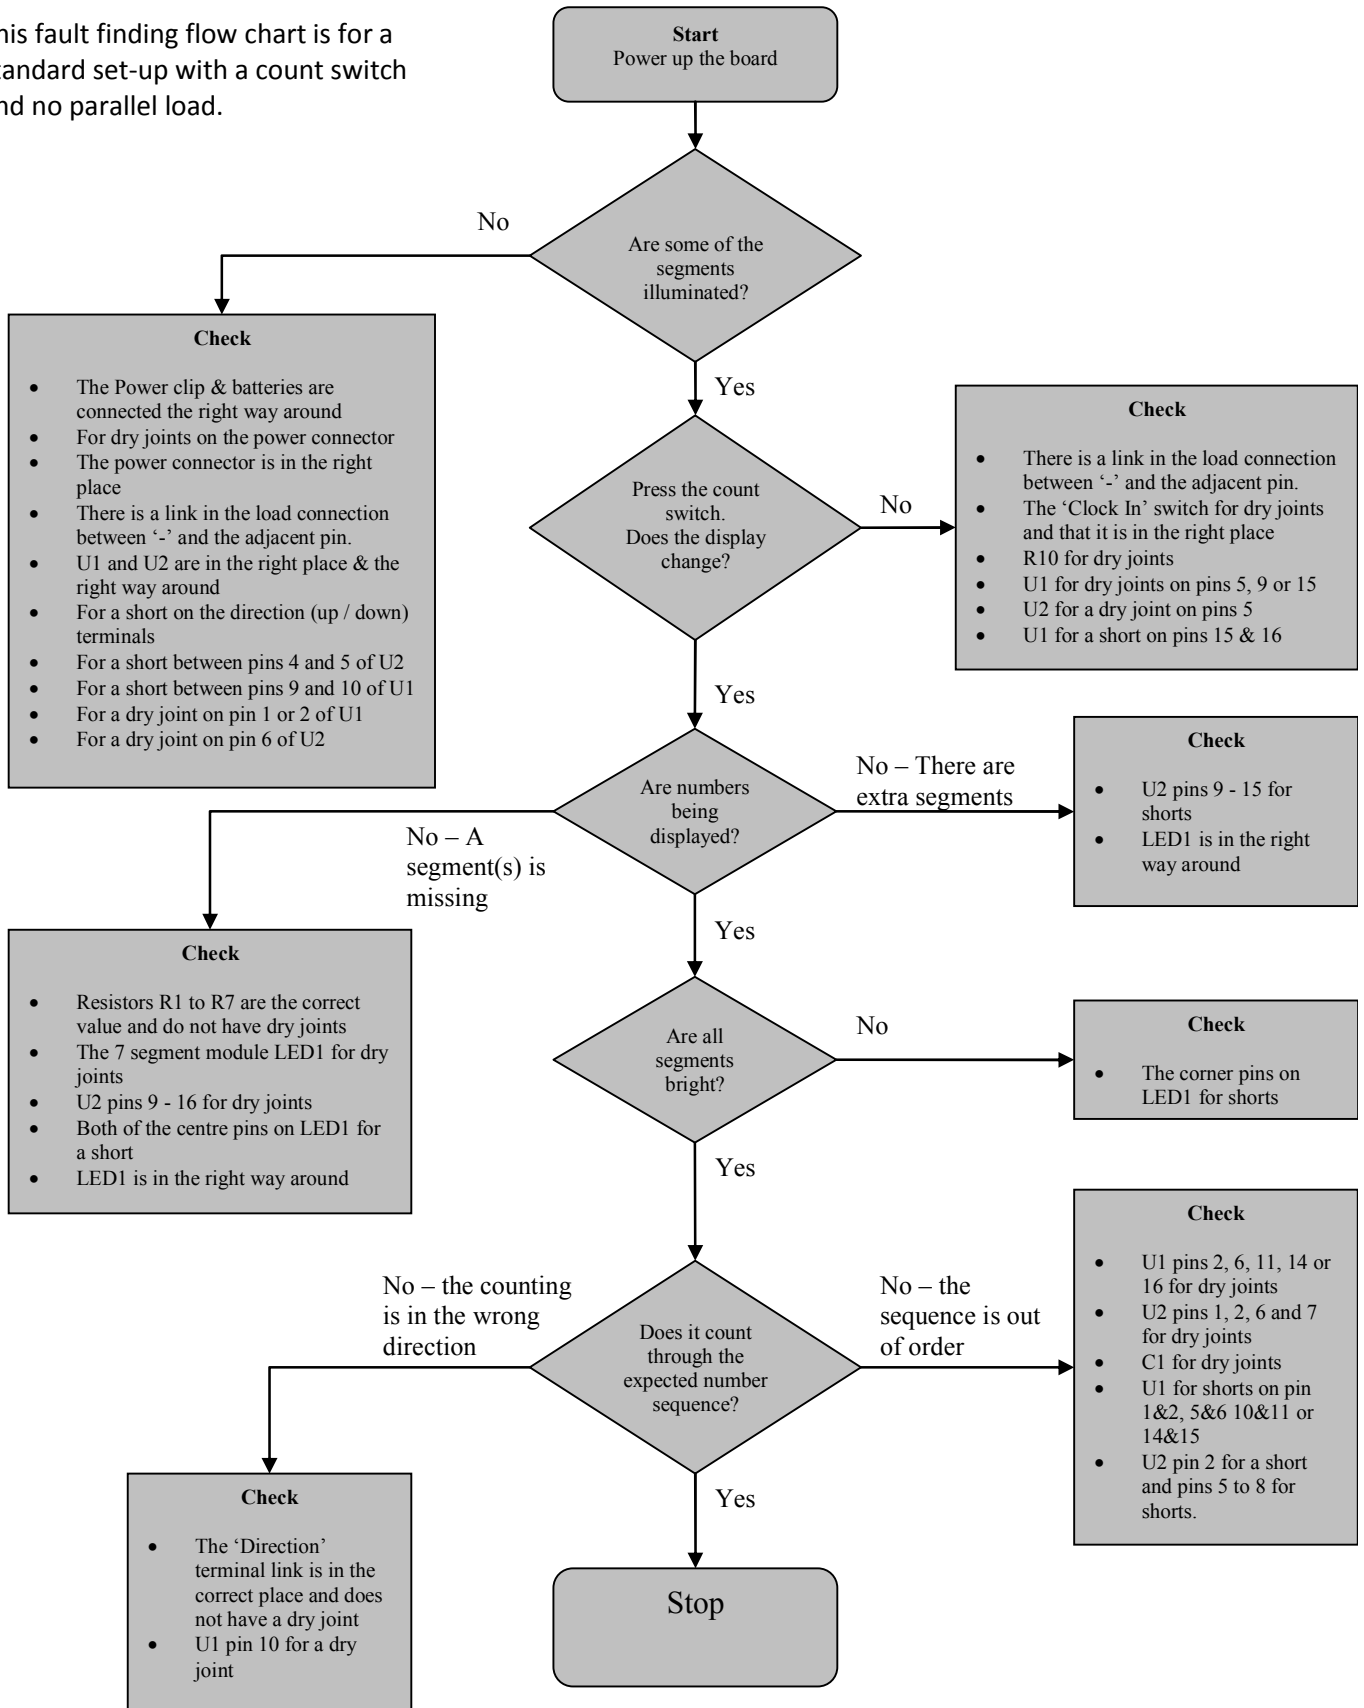 his fault finding flow chart is for a
tandard set-up with a count switch
nd no parallel load.
Start
Power up the board
No
Are some of the
segments
illuminated?
Check
• The Power clip & batteries are
connected the right way around
• For dry joints on the power connector
• The power connector is in the right
place
• There is a link in the load connection
between ‘-’ and the adjacent pin.
• U1 and U2 are in the right place & the
right way around
• For a short on the direction (up / down)
terminals
• For a short between pins 4 and 5 of U2
• For a short between pins 9 and 10 of U1
• For a dry joint on pin 1 or 2 of U1
• For a dry joint on pin 6 of U2
Yes
Press the count
switch.
Does the display
change?
No
Check
• There is a link in the load connection
between ‘-’ and the adjacent pin.
• The ‘Clock In’ switch for dry joints
and that it is in the right place
• R10 for dry joints
• U1 for dry joints on pins 5, 9 or 15
• U2 for a dry joint on pins 5
• U1 for a short on pins 15 & 16
Yes
Are numbers
being
displayed?
No – There are
extra segments
Check
• U2 pins 9 - 15 for
shorts
• LED1 is in the right
way around
No – A
segment(s) is
missing
Check
• Resistors R1 to R7 are the correct
value and do not have dry joints
• The 7 segment module LED1 for dry
joints
• U2 pins 9 - 16 for dry joints
• Both of the centre pins on LED1 for
a short
• LED1 is in the right way around
Yes
Are all
segments
bright?
No
Check
• The corner pins on
LED1 for shorts
Yes
Does it count
through the
expected number
sequence?
No – the counting
is in the wrong
direction
No – the
sequence is out
of order
Check
• U1 pins 2, 6, 11, 14 or
16 for dry joints
• U2 pins 1, 2, 6 and 7
for dry joints
• C1 for dry joints
• U1 for shorts on pin
1&2, 5&6 10&11 or
14&15
• U2 pin 2 for a short
and pins 5 to 8 for
shorts.
Check
• The ‘Direction’
terminal link is in the
correct place and does
not have a dry joint
• U1 pin 10 for a dry
joint
Yes
Stop